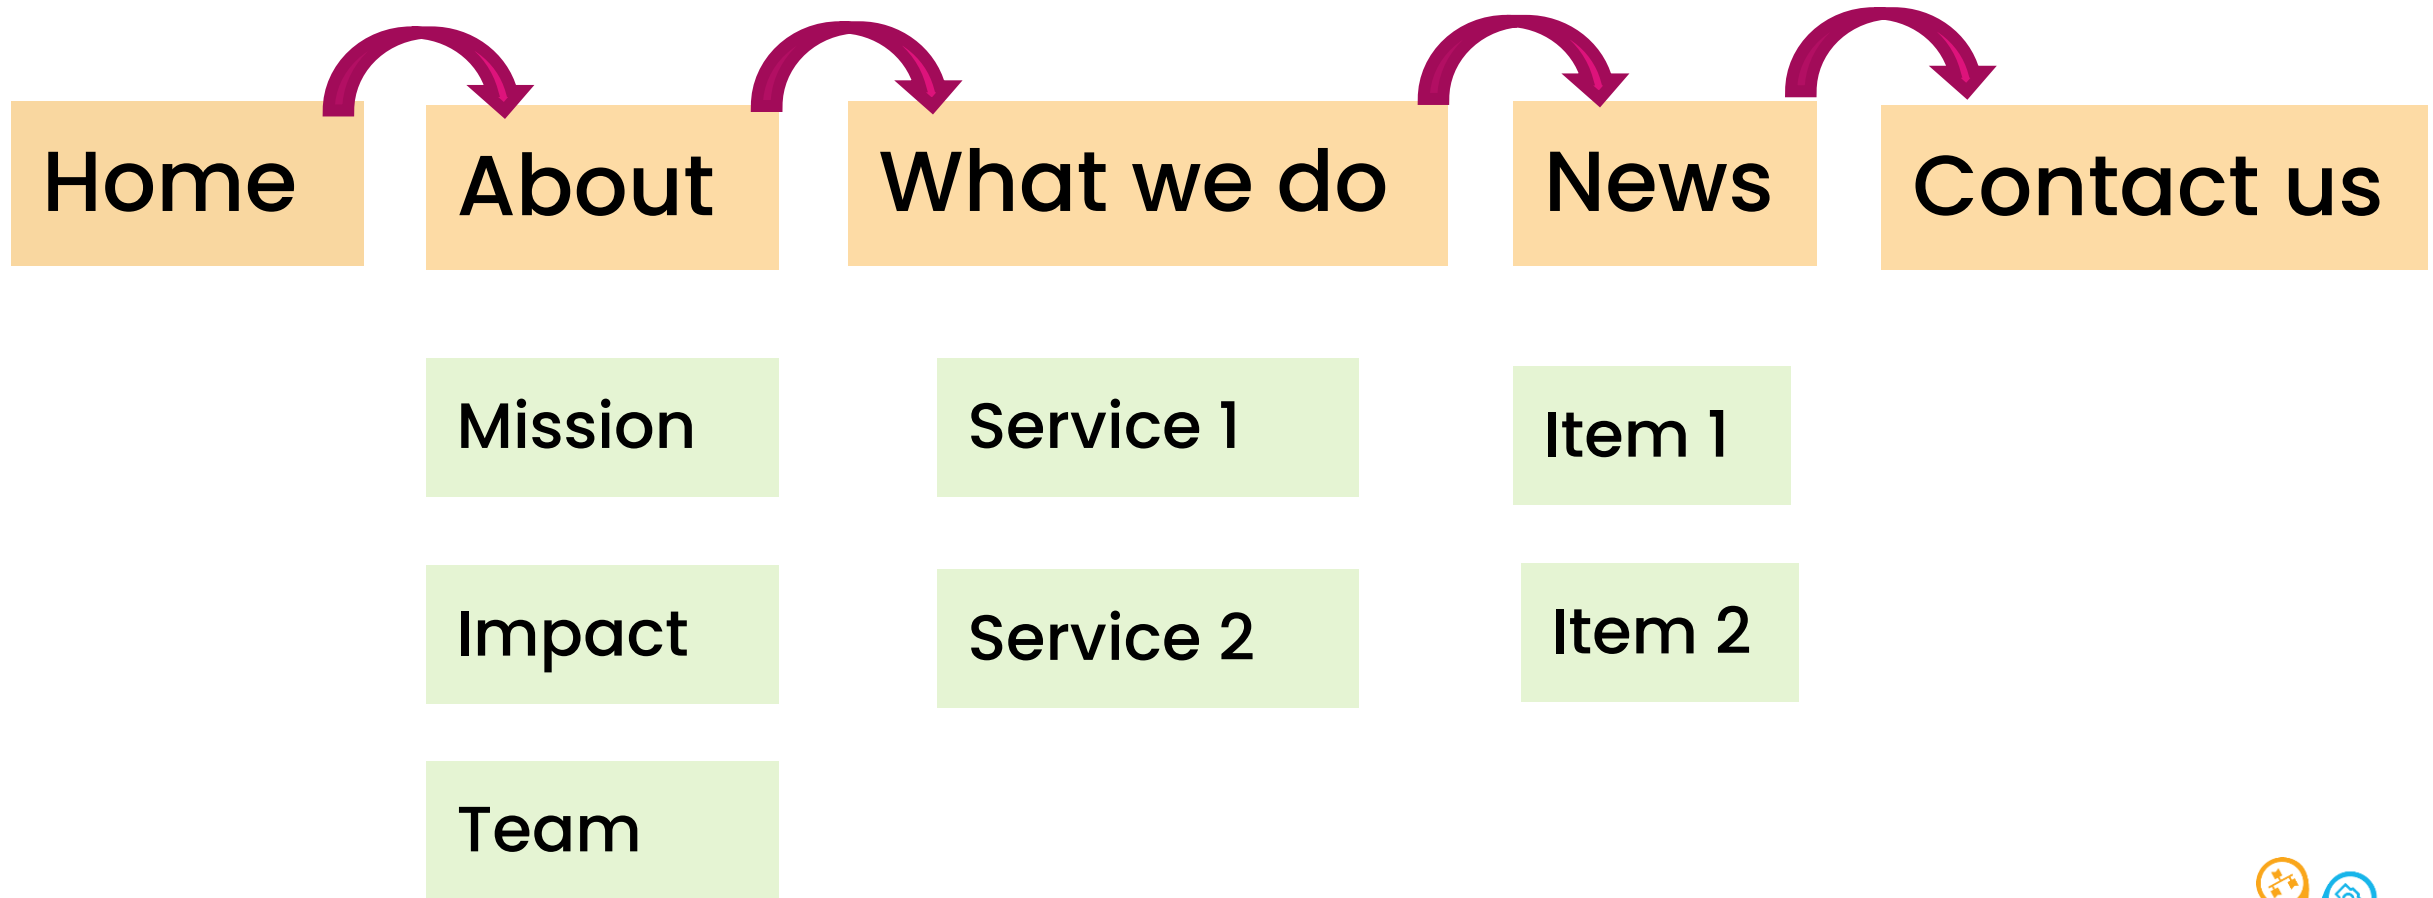 Home
About
What we do
News
Contact us
Mission
Service 1
Item 1
Impact
Service 2
Item 2
Team